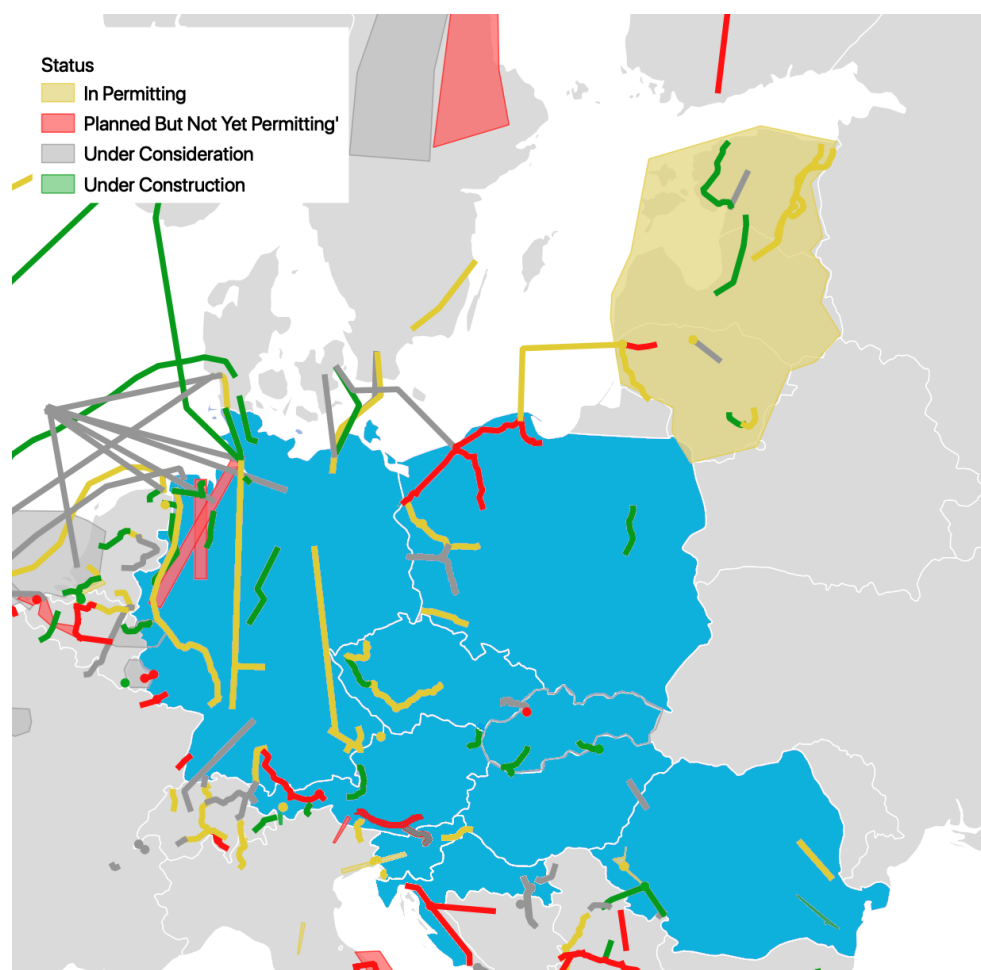 Status
In Permitting
Planned But Not Yet Permitting'
Under Consideration
Under Construction